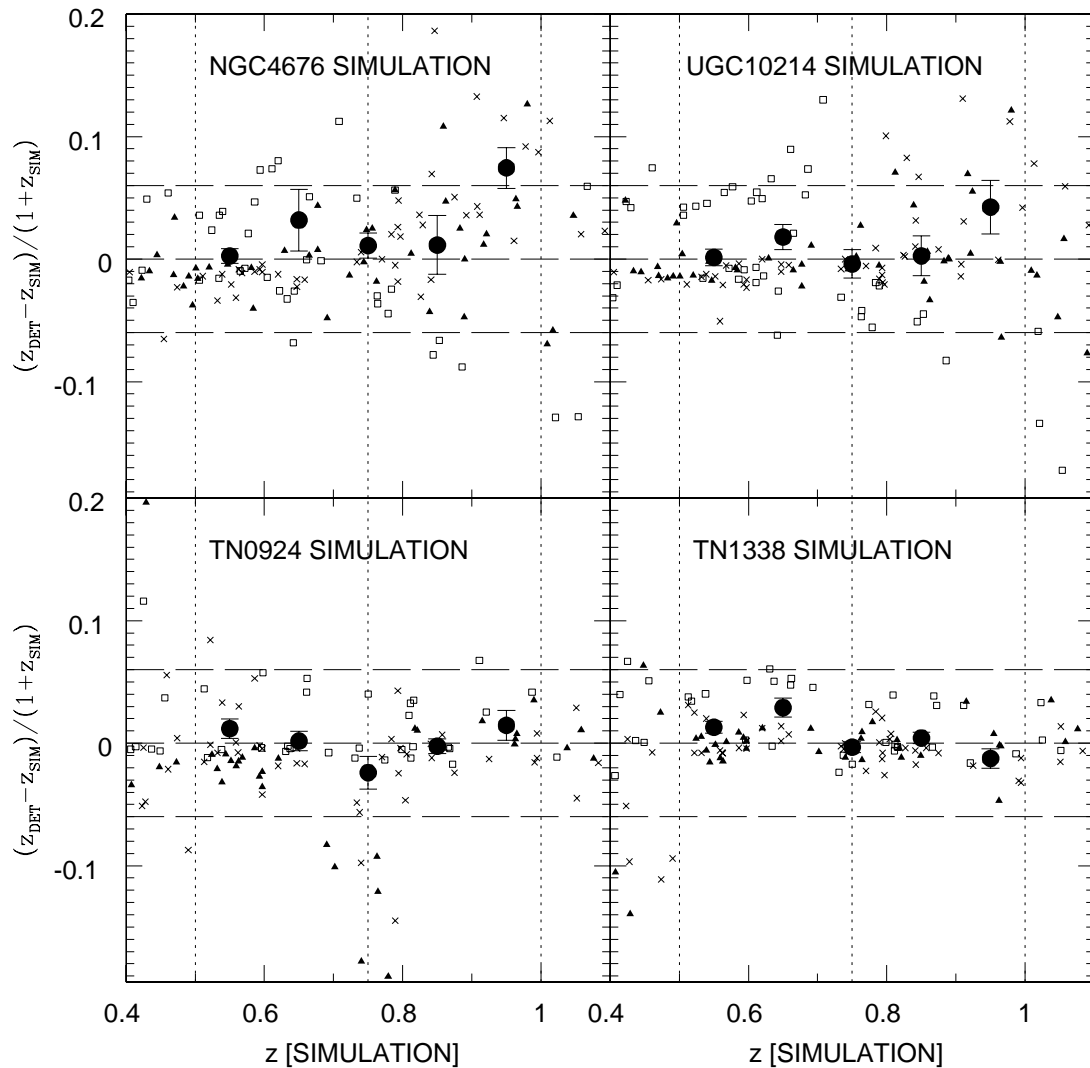 0.2
NGC4676 SIMULATION
UGC10214 SIMULATION
0.1
0
-0.1
(z_DET−z_SIM)/(1+z_SIM)
0.2
TN0924 SIMULATION
TN1338 SIMULATION
0.1
0
-0.1
(z_DET−z_SIM)/(1+z_SIM)
0.4 0.6 0.8 1 0.4 0.6 0.8 1
z [SIMULATION] z [SIMULATION]